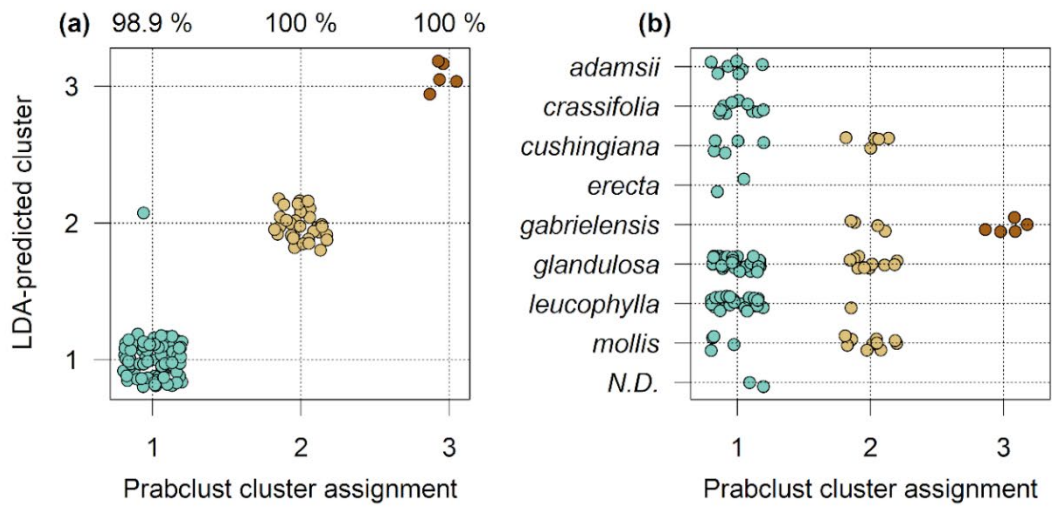 (a) 98.9 % 100 % 100 %
LDA-predicted cluster
3
2
1
1 2 3
Prabclust cluster assignment
(b)
adamsii
crassifolia
cushingiana
erecta
gabrielensis
glandulosa
leucophylla
mollis
N.D.
1 2 3
Prabclust cluster assignment